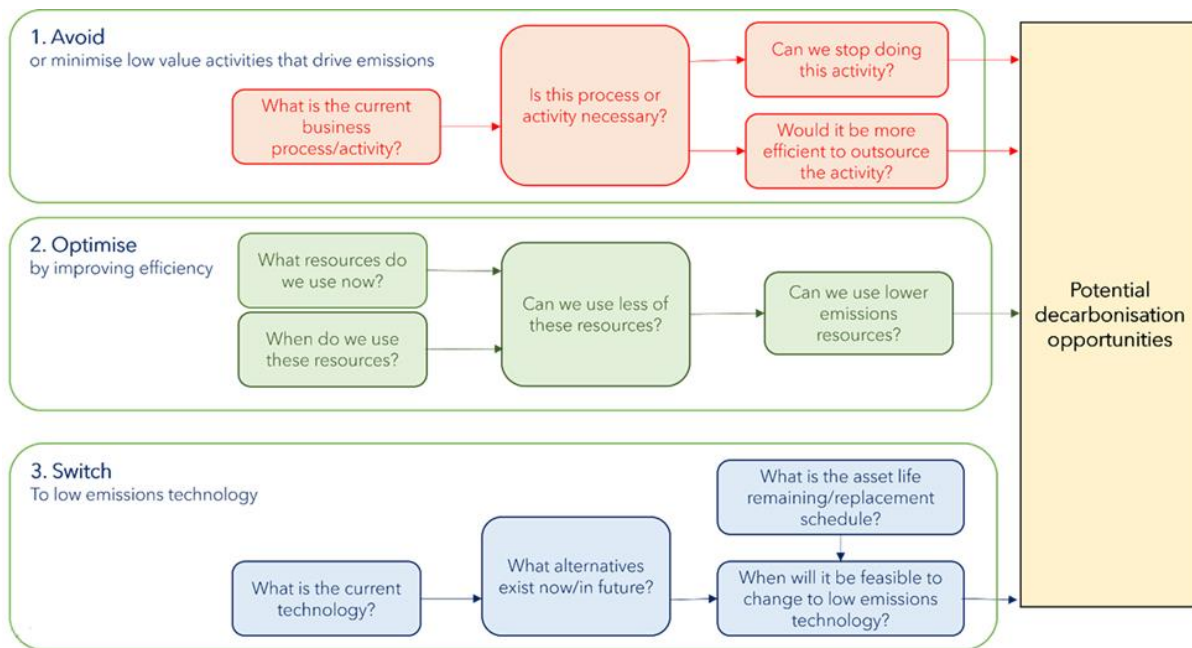 1. Avoid
or minimise low value activities that drive emissions
What is the current
business
process/activity?
Is this process or
activity necessary?
Can we stop doing
this activity?
Would it be more
efficient to outsource
the activity?
2. Optimise
by improving efficiency
What resources do
we use now?
When do we use
these resources?
Can we use less of
these resources?
Can we use lower
emissions
resources?
3. Switch
To low emissions technology
What is the current
technology?
What alternatives
exist now/in future?
What is the asset life
remaining/replacement
schedule?
When will it be feasible to
change to low emissions
technology?
Potential
decarbonisation
opportunities